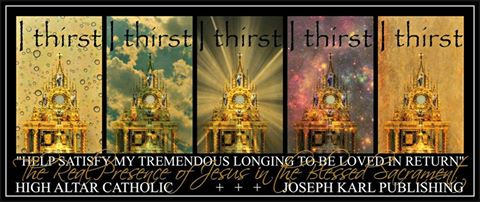 I thirst I thirst I thirst I thirst I thirst
"HELP SATISFY MY TREMENDOUS LONGING TO BE LOVED IN RETURN"
The Real Presence of Jesus in the Blessed Sacrament
HIGH ALTAR CATHOLIC + + + JOSEPH KARL PUBLISHING